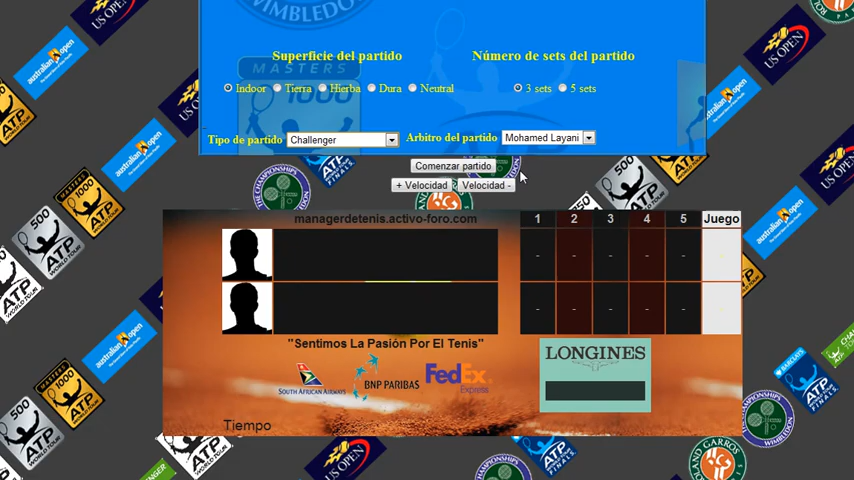 WIMBLEDON
MASTERS
1000
Superficie del partido
Número de sets del partido
Indoor Tierra Hierba Dura Neutral
3 sets 5 sets
Tipo de partido Challenger
Arbitro del partido Mohamed Layani
Comenzar partido
+ Velocidad Velocidad -
managerdetenis.activo-foro.com
1 2 3 4 5 Juego
- - - - -
- - - - -
"Sentimos La Pasión Por El Tenis"
SOUTH AFRICAN AIRWAYS
BNP PARIBAS
FedEx
Express
LONGINES
Tiempo
US OPEN
australian open
MASTERS
1000
ATP
500
ATP
WORLD TOUR
THE CHAMPIONSHIPS
WIMBLEDON
BARCLAYS
ATP
FINALS
ROLAND GARROS